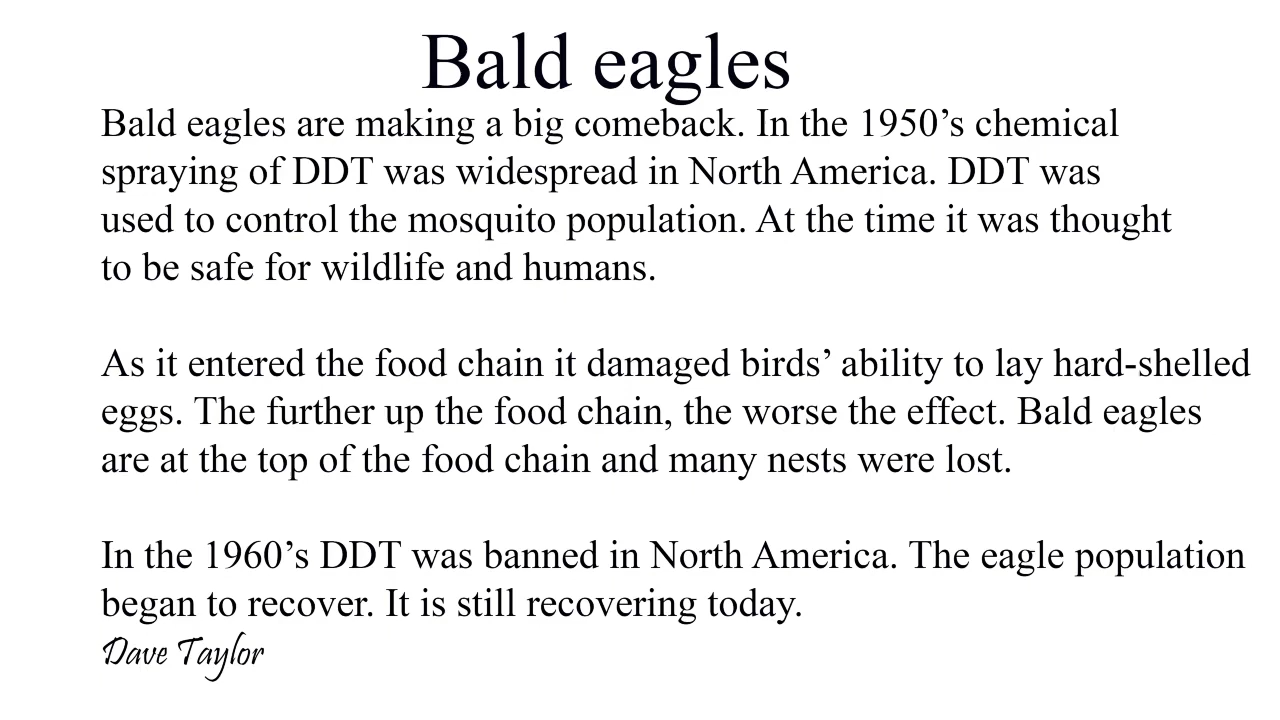 Bald eagles
Bald eagles are making a big comeback. In the 1950’s chemical
spraying of DDT was widespread in North America. DDT was
used to control the mosquito population. At the time it was thought
to be safe for wildlife and humans.
As it entered the food chain it damaged birds’ ability to lay hard-shelled
eggs. The further up the food chain, the worse the effect. Bald eagles
are at the top of the food chain and many nests were lost.
In the 1960’s DDT was banned in North America. The eagle population
began to recover. It is still recovering today.
Dave Taylor